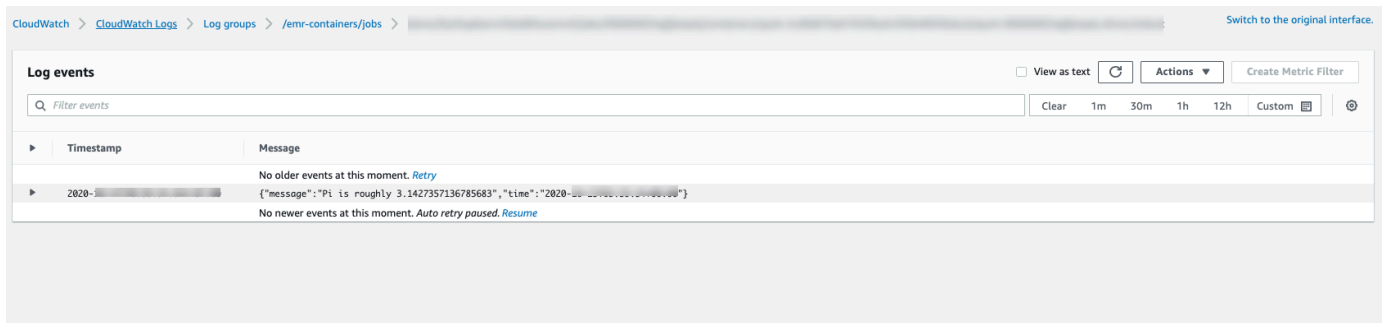 CloudWatch > CloudWatch Logs > Log groups > /emr-containers/jobs >
Switch to the original interface.
Log events
View as text
Actions
Create Metric Filter
Filter events
Clear 1m 30m 1h 12h Custom
Timestamp Message
No older events at this moment. Retry
2020- {"message":"Pi is roughly 3.1427357136785683","time":"2020- "}
No newer events at this moment. Auto retry paused. Resume